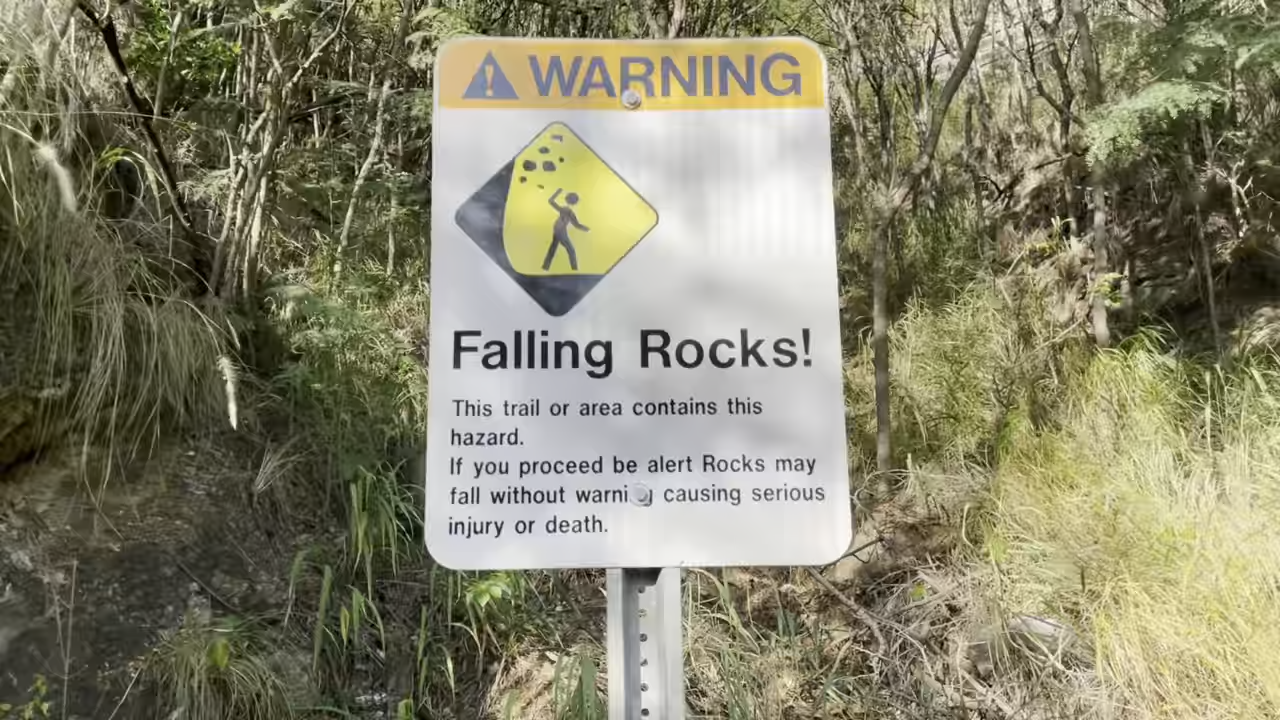 WARNING
Falling Rocks!
This trail or area contains this
hazard.
If you proceed be alert Rocks may
fall without warning causing serious
injury or death.